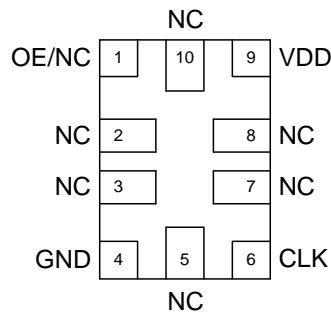 NC
OE/NC 1 10 9 VDD
NC 2 8 NC
NC 3 7 NC
GND 4 5 6 CLK
NC